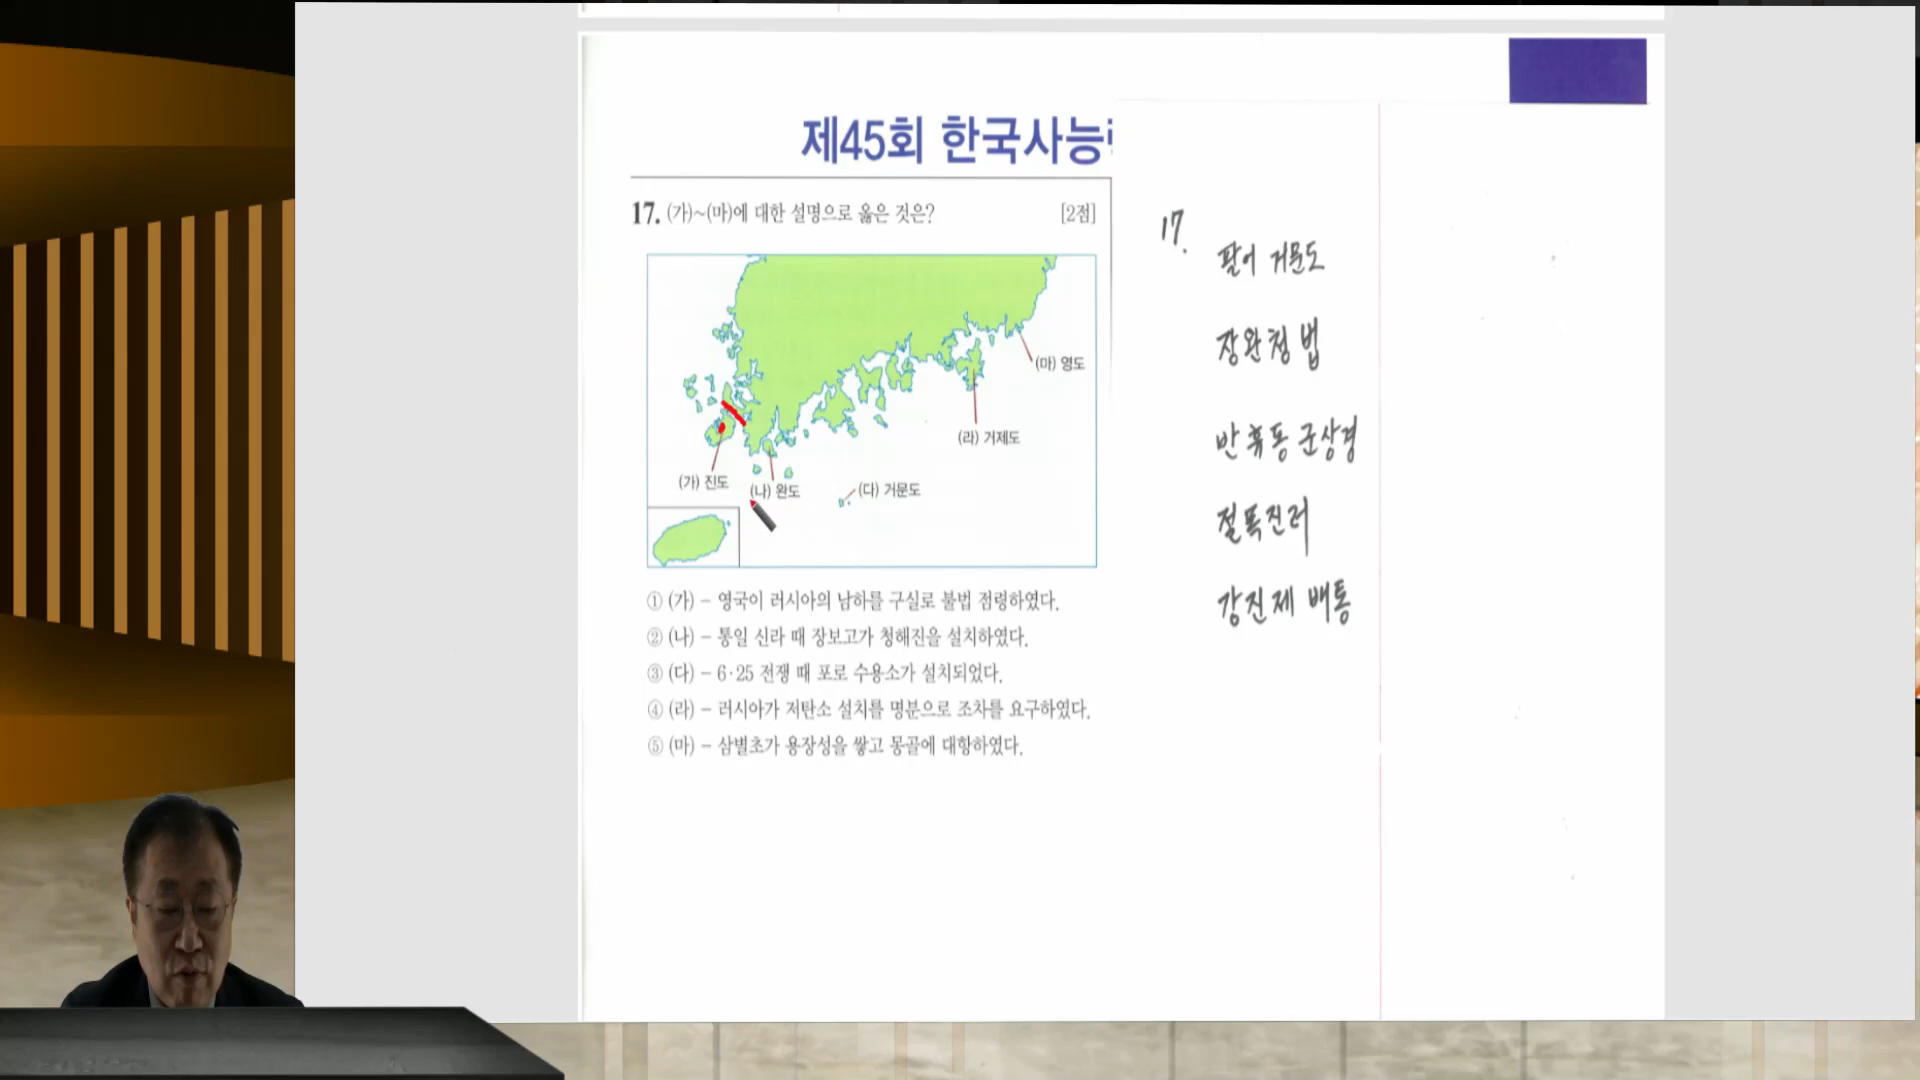 제45회 한국사능
17. (가)~(마)에 대한 설명으로 옳은 것은? [2점]
(마) 영도
(라) 거제도
(가) 진도
(나) 완도
(다) 거문도
① (가) - 영국이 러시아의 남하를 구실로 불법 점령하였다.
② (나) - 통일 신라 때 장보고가 청해진을 설치하였다.
③ (다) - 6·25 전쟁 때 포로 수용소가 설치되었다.
④ (라) - 러시아가 저탄소 설치를 명분으로 조차를 요구하였다.
⑤ (마) - 삼별초가 용장성을 쌓고 몽골에 대항하였다.
17.
팔어 거문도
장완청 법
반흑동 군상경
절폭진러
강진제 배통